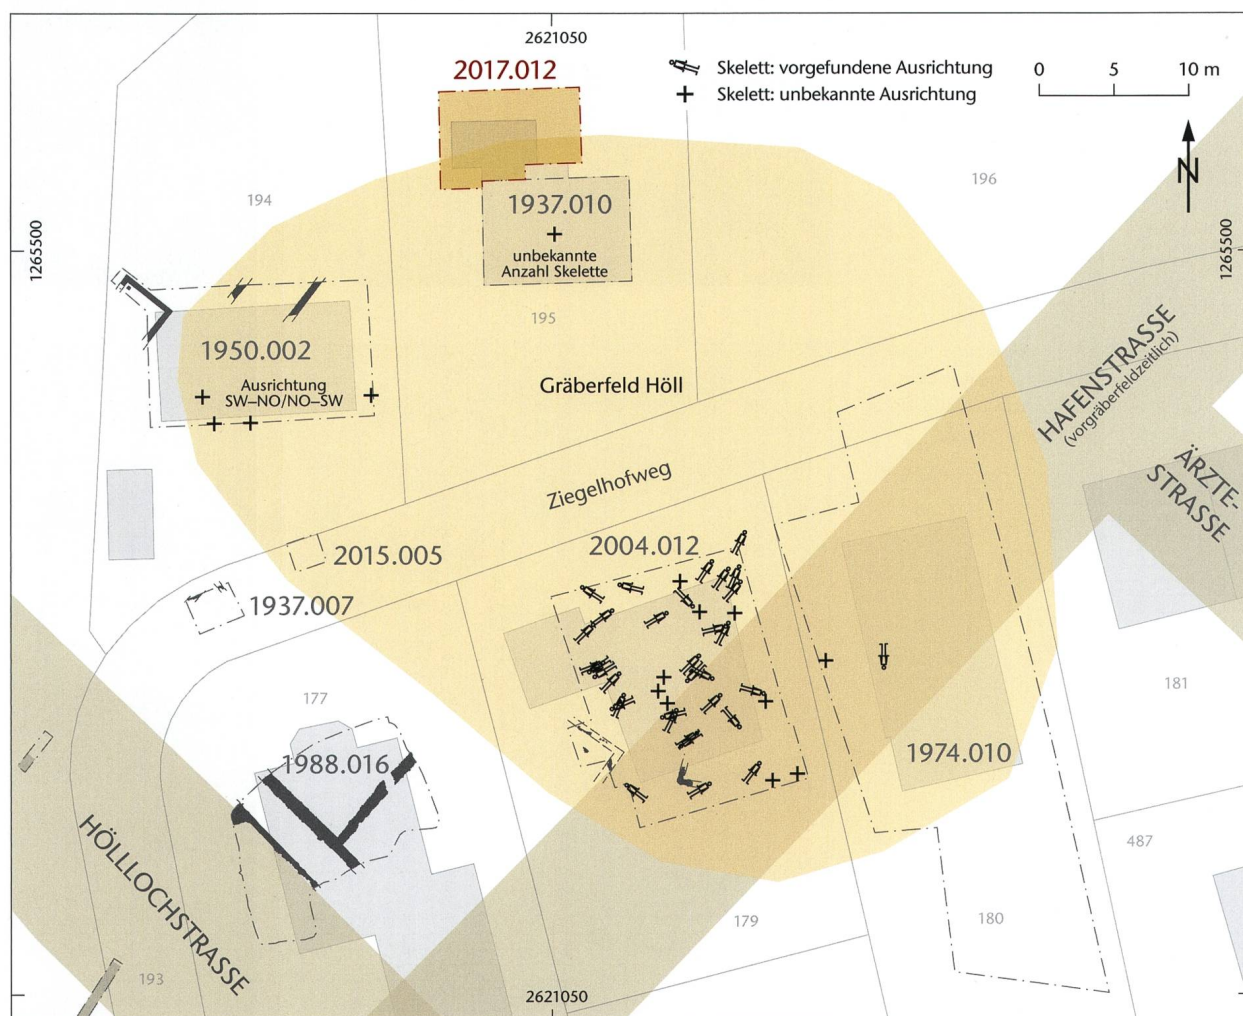 2621050
2017.012
Skelett: vorgefundene Ausrichtung
Skelett: unbekannte Ausrichtung
0 5 10 m
N
194
196
1937.010
unbekannte
Anzahl Skelette
1265500
1265500
195
1950.002
Ausrichtung
SW–NO/NO–SW
Gräberfeld Höll
HAFENSTRASSE
(vorgräberfeldzeitlich)
ÄRZTE-
STRASSE
Ziegelhofweg
2015.005
2004.012
1937.007
177
181
1988.016
1974.010
HÖLLLOCHSTRASSE
487
179
180
193
2621050